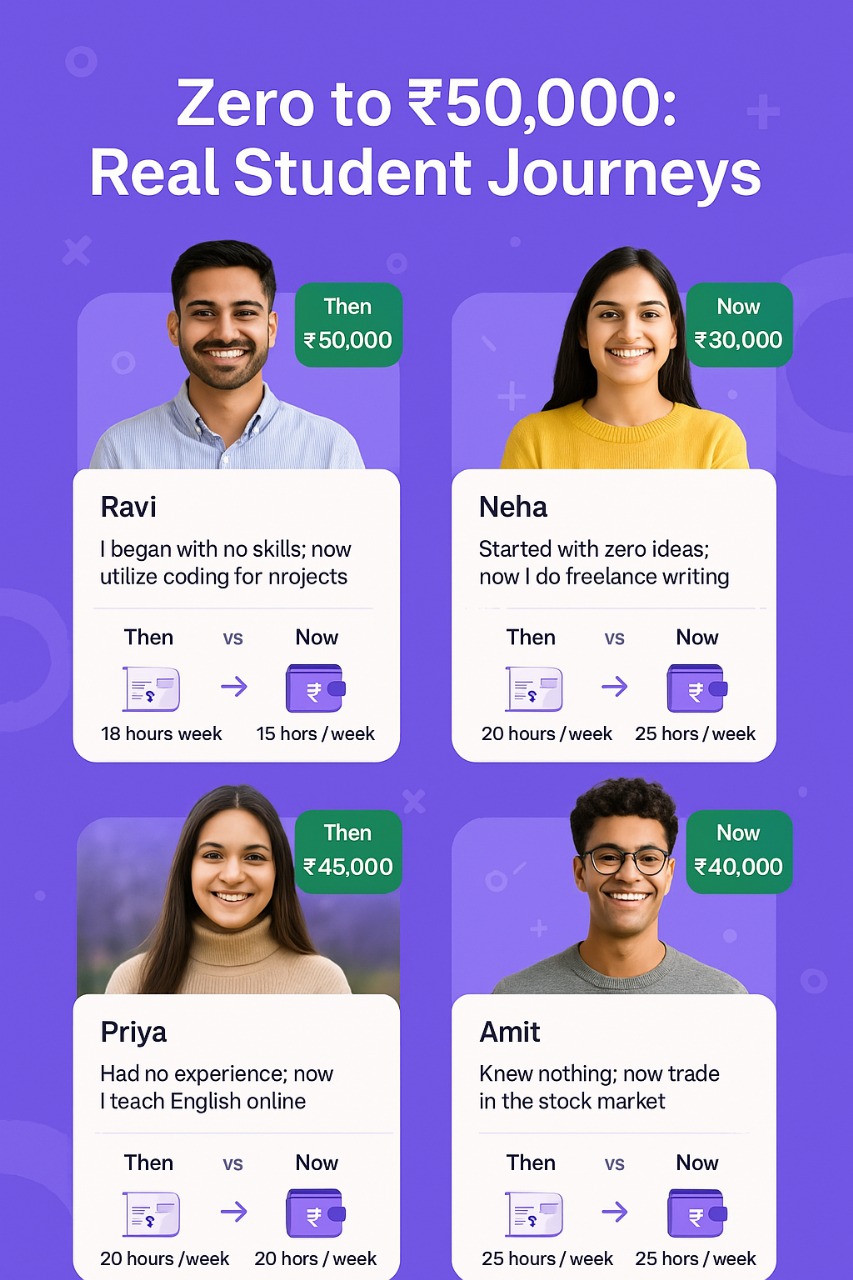 Zero to ₹50,000:
Real Student Journeys
Then
₹50,000
Ravi
I began with no skills; now
utilize coding for nrojects
Then vs Now
₹
18 hours week 15 hors / week
Now
₹30,000
Neha
Started with zero ideas;
now I do freelance writing
Then vs Now
₹
20 hours / week 25 hors / week
Then
₹45,000
Priya
Had no experience; now
I teach English online
Then vs Now
₹
20 hours /week 20 hors / week
Now
₹40,000
Amit
Knew nothing; now trade
in the stock market
Then vs Now
₹
25 hours / week 25 hors / week